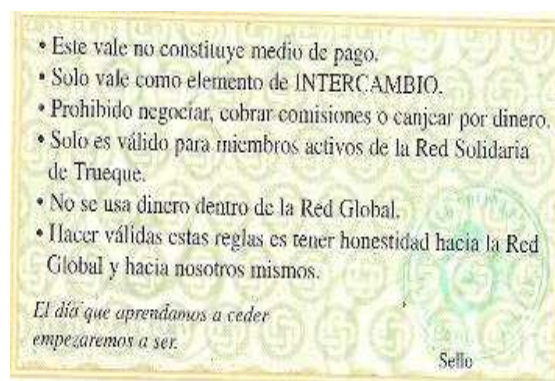 • Este vale no constituye medio de pago.
• Solo vale como elemento de INTERCAMBIO.
• Prohibido negociar, cobrar comisiones o canjear por dinero.
• Solo es válido para miembros activos de la Red Solidaria
de Trueque.
• No se usa dinero dentro de la Red Global.
• Hacer válidas estas reglas es tener honestidad hacia la Red
Global y hacia nosotros mismos.
El día que aprendamos a ceder
empezaremos a ser.
Sello